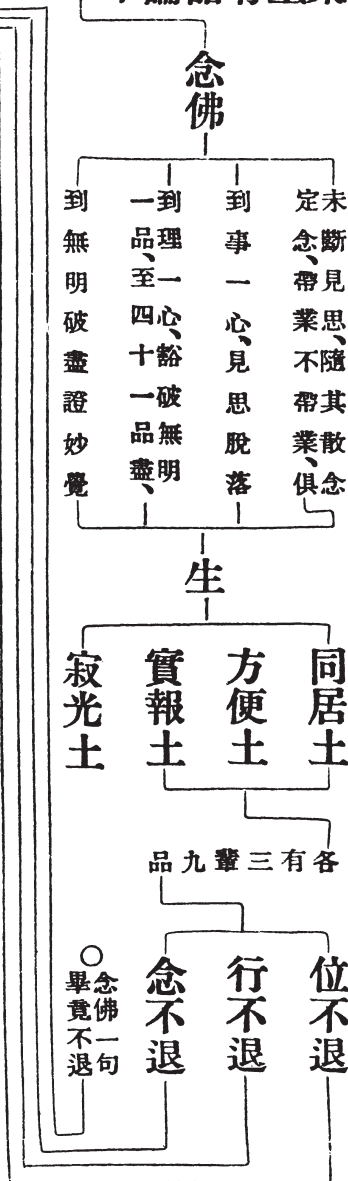 念佛
未斷見思、隨其散念
定念、帶業不帶業、俱
到事一心、見思脫落
到理一心、豁破無明
一品、至四十一品盡、
到無明破盡證妙覺
生
同居土
方便土
實報土
寂光土
各有三輩九品
位不退
行不退
念不退
〇念佛一句
畢竟不退